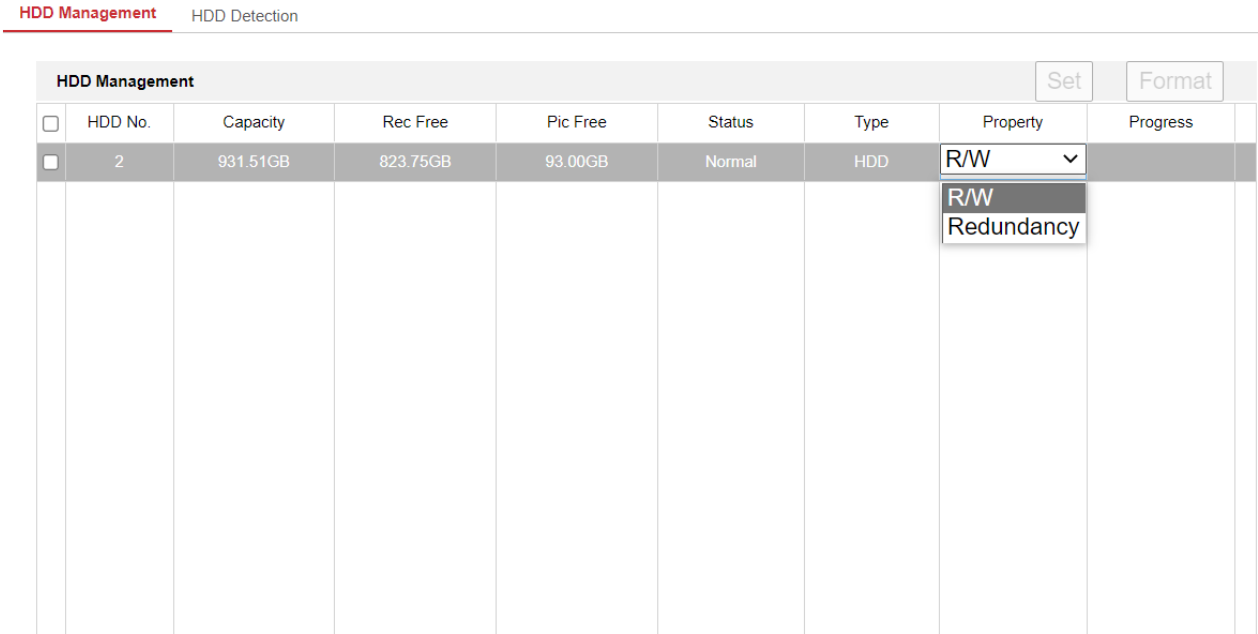 HDD Management HDD Detection
HDD Management Set Format
HDD No. Capacity Rec Free Pic Free Status Type Property Progress
2 931.51GB 823.75GB 93.00GB Normal HDD R/W
R/W
Redundancy